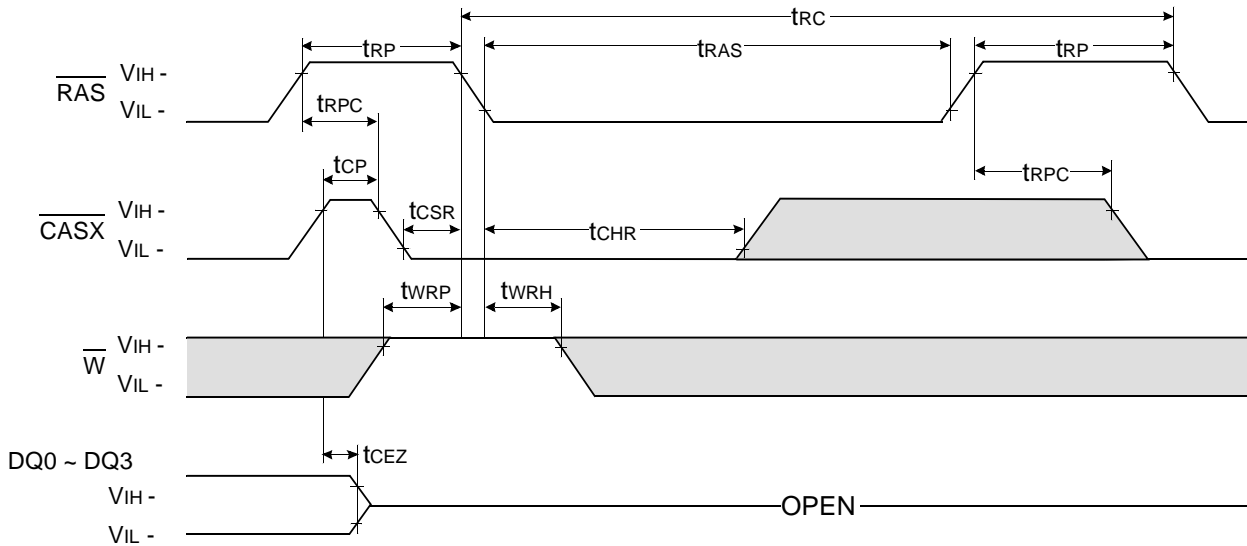 tRC
tRP
tRAS
tRP
RAS
VIH -
VIL -
tRPC
tCP
tRPC
CASX
VIH -
VIL -
tCSR
tCHR
tWRP
tWRH
W
VIH -
VIL -
DQ0 ~ DQ3
tCEZ
VIH -
OPEN
VIL -